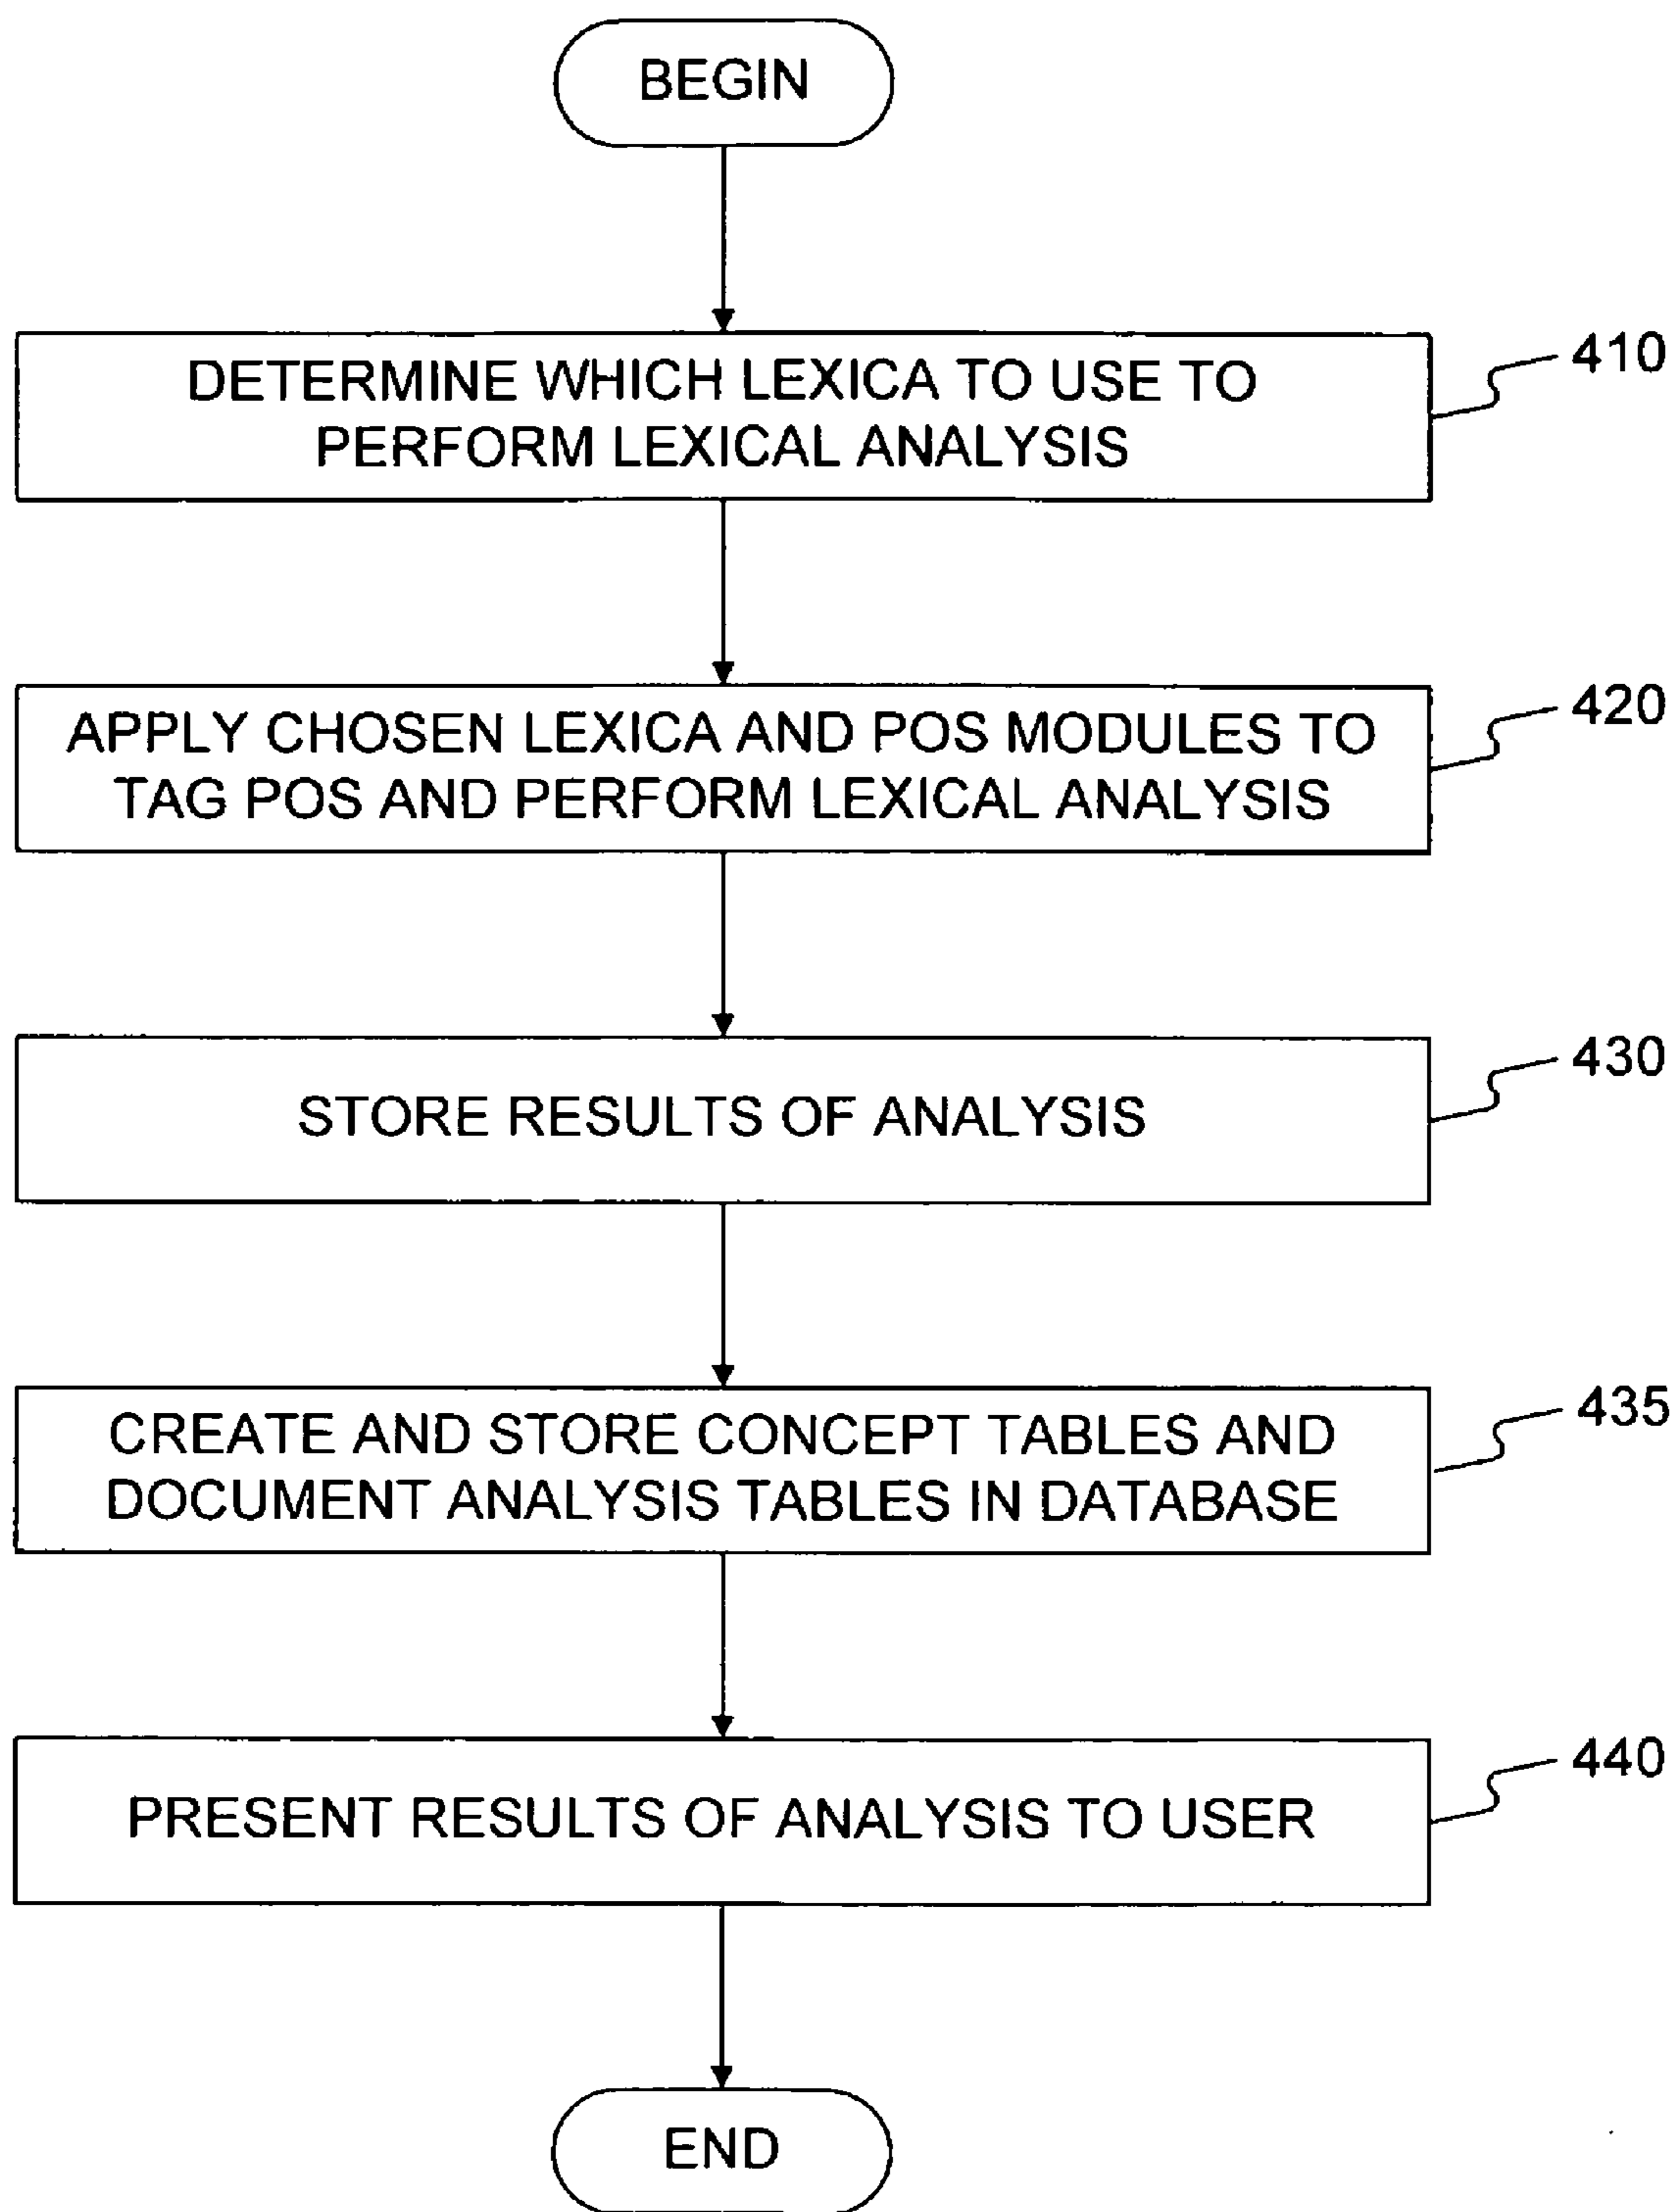 BEGIN
DETERMINE WHICH LEXICA TO USE TO
PERFORM LEXICAL ANALYSIS
410
APPLY CHOSEN LEXICA AND POS MODULES TO
TAG POS AND PERFORM LEXICAL ANALYSIS
420
STORE RESULTS OF ANALYSIS
430
CREATE AND STORE CONCEPT TABLES AND
DOCUMENT ANALYSIS TABLES IN DATABASE
435
PRESENT RESULTS OF ANALYSIS TO USER
440
END